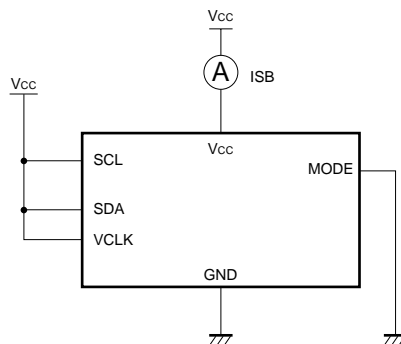 Vcc
A
ISB
Vcc
Vcc
SCL
MODE
SDA
VCLK
GND